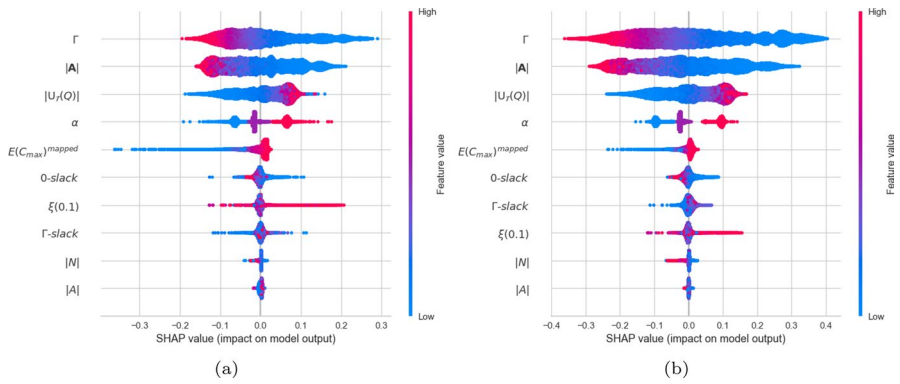 High
Γ
|A|
|U_T(Q)|
α
E(C_max)^mapped
0-slack
ξ(0.1)
Γ-slack
|N|
|A|
−0.3 −0.2 −0.1 0.0 0.1 0.2 0.3
SHAP value (impact on model output)
Low
Feature value
(a)
High
Γ
|A|
|U_T(Q)|
α
E(C_max)^mapped
0-slack
Γ-slack
ξ(0.1)
|N|
|A|
−0.4 −0.3 −0.2 −0.1 0.0 0.1 0.2 0.3 0.4
SHAP value (impact on model output)
Low
Feature value
(b)